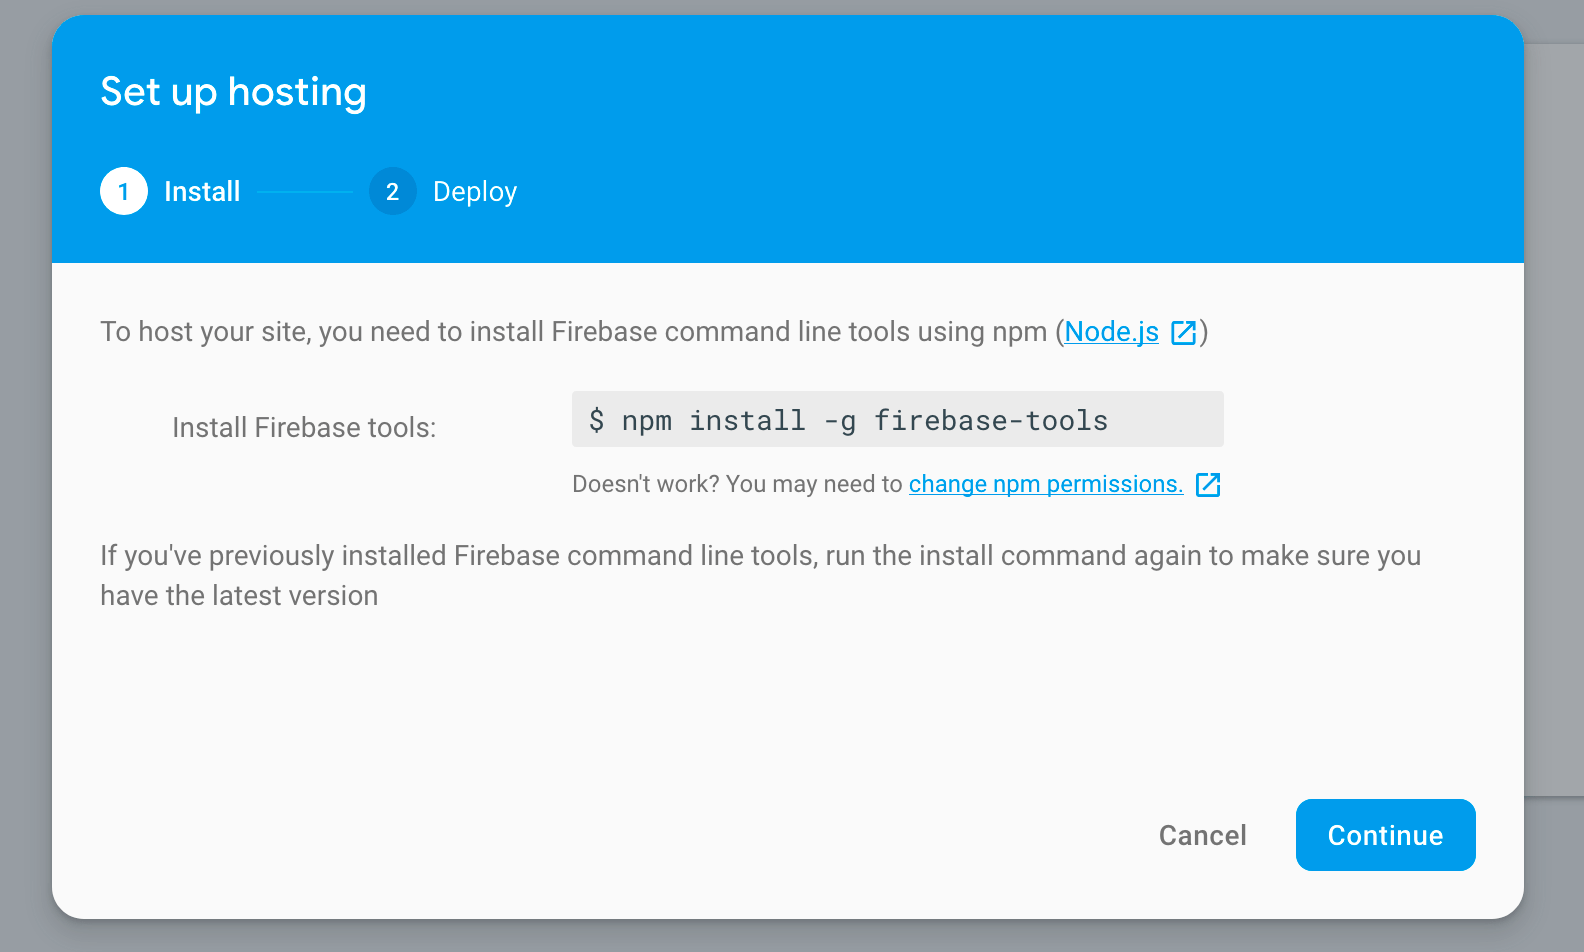 Set up hosting
1 Install 2 Deploy
To host your site, you need to install Firebase command line tools using npm (Node.js)
Install Firebase tools: $ npm install -g firebase-tools
Doesn't work? You may need to change npm permissions.
If you've previously installed Firebase command line tools, run the install command again to make sure you
have the latest version
Cancel Continue